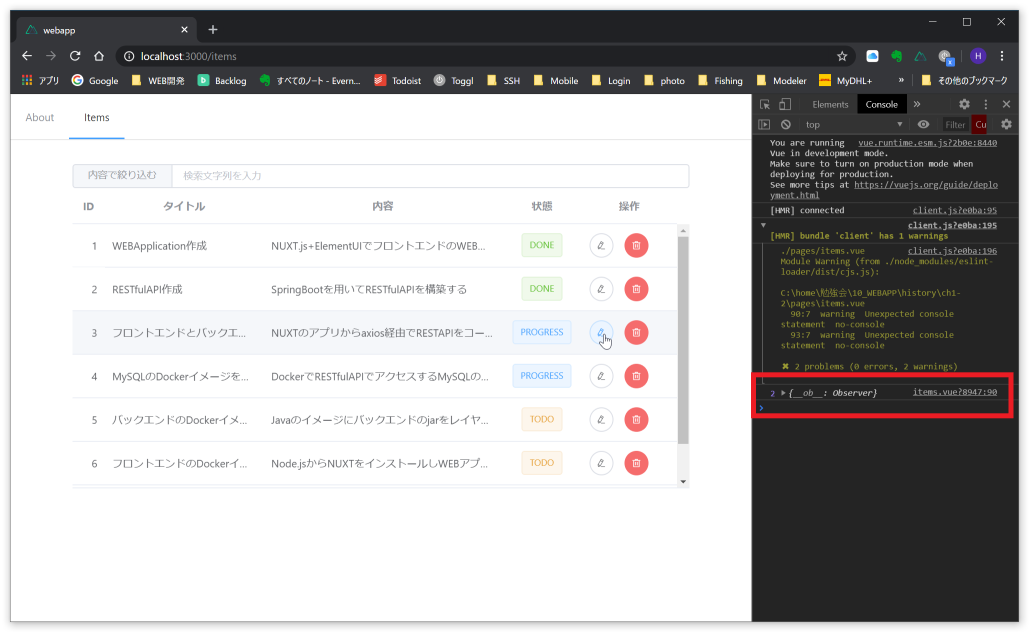 webapp
localhost:3000/items
H
アプリ Google WEB開発 Backlog すべてのノート - Evern... Todoist Toggl SSH Mobile Login photo Fishing Modeler MyDHL+ » その他のブックマーク
About Items
Elements Console »
top Filter Cu
You are running vue.runtime.esm.js?2b0e:8440
Vue in development mode.
Make sure to turn on production mode when
deploying for production.
See more tips at https://vuejs.org/guide/deplo
yment.html
[HMR] connected client.js?e0ba:95
client.js?e0ba:195
[HMR] bundle 'client' has 1 warnings
./pages/items.vue client.js?e0ba:196
Module Warning (from ./node_modules/eslint-
loader/dist/cjs.js):
C:\home\勉強会\10_WEBAPP\history\ch1-
2\pages\items.vue
90:7 warning Unexpected console
statement no-console
93:7 warning Unexpected console
statement no-console
✖ 2 problems (0 errors, 2 warnings)
2 {__ob__: Observer} items.vue?8947:90
内容で絞り込む 検索文字列を入力
ID タイトル 内容 状態 操作
1 WEBApplication作成 NUXT.js+ElementUIでフロントエンドのWEB... DONE
2 RESTfulAPI作成 SpringBootを用いてRESTfulAPIを構築する DONE
3 フロントエンドとバックエ... NUXTのアプリからaxios経由でRESTAPIをコー... PROGRESS
4 MySQLのDockerイメージを... DockerでRESTfulAPIでアクセスするMySQLの... PROGRESS
5 バックエンドのDockerイメ... Javaのイメージにバックエンドのjarをレイヤ... TODO
6 フロントエンドのDockerイ... Node.jsからNUXTをインストールしWEBアプ... TODO